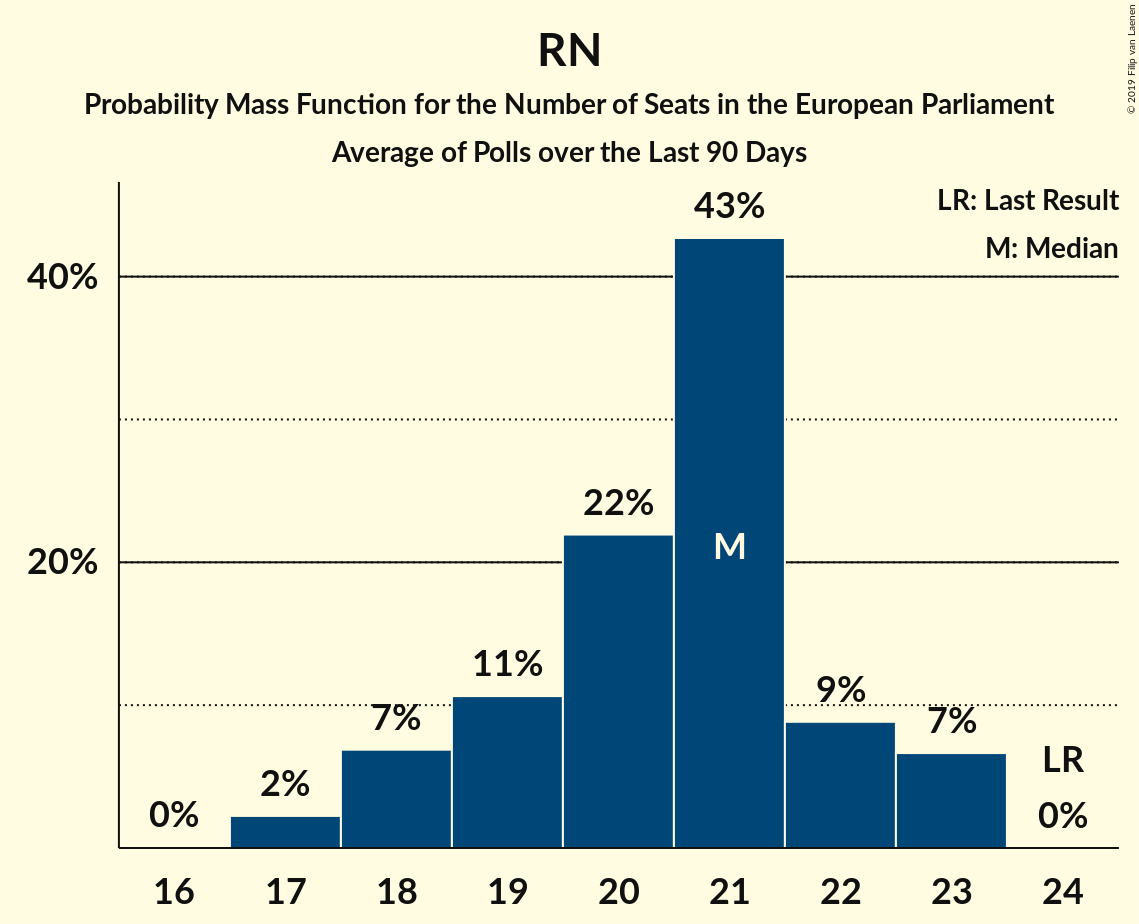 RN
Probability Mass Function for the Number of Seats in the European Parliament
Average of Polls over the Last 90 Days
© 2019 Filip van Laenen
LR: Last Result
M: Median
40%
20%
0%
2%
7%
11%
22%
43%
M
9%
7%
LR
0%
16 17 18 19 20 21 22 23 24